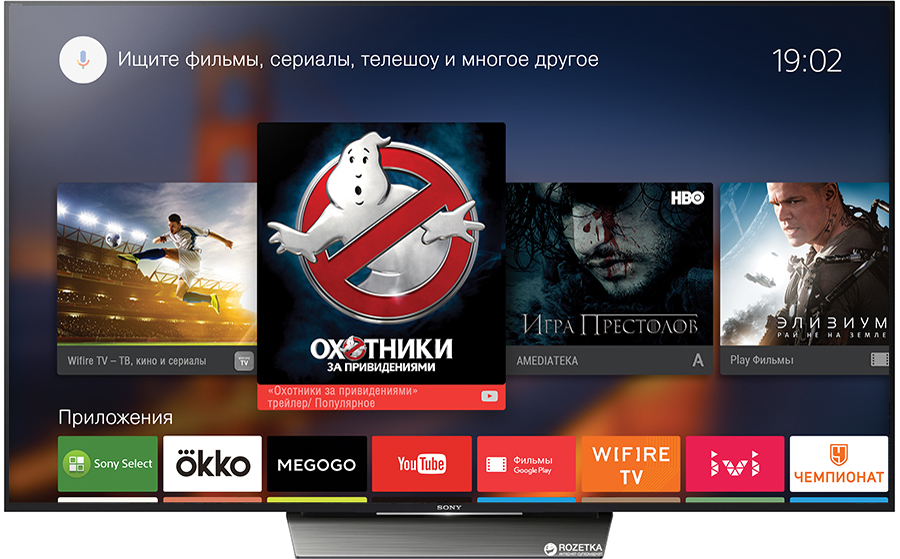 Ищите фильмы, сериалы, телешоу и многое другое
19:02
HBO
ОХОТНИКИ
ЗА ПРИВИДЕНИЯМИ
ИГРА ПРЕСТОЛОВ
ЭЛИЗИУМ
РАЙ НЕ НА ЗЕМЛЕ
Wifire TV – ТВ, кино и сериалы
TV
«Охотники за привидениями»
трейлер/ Популярное
AMEDIATEKA
A
Play Фильмы
Приложения
Sony Select
ökko
MEGOGO
YouTube
Фильмы
Google Play
WIFIRE
TV
ivi
ЧЕМПИОНАТ
SONY
ROZETKA